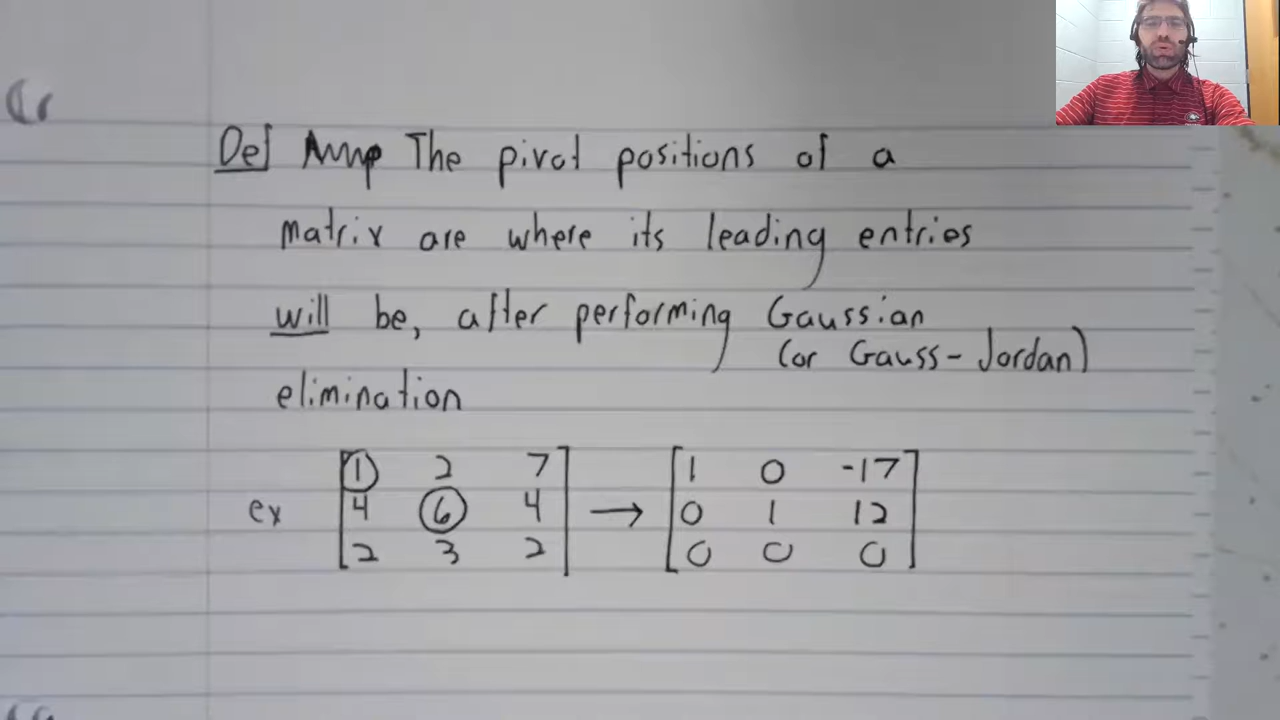 Def The pivot positions of a
matrix are where its leading entries
will be, after performing Gaussian
(or Gauss-Jordan)
elimination
ex [1 2 7 → [1 0 -17
4 6 4 0 1 12
2 3 2] 0 0 0]